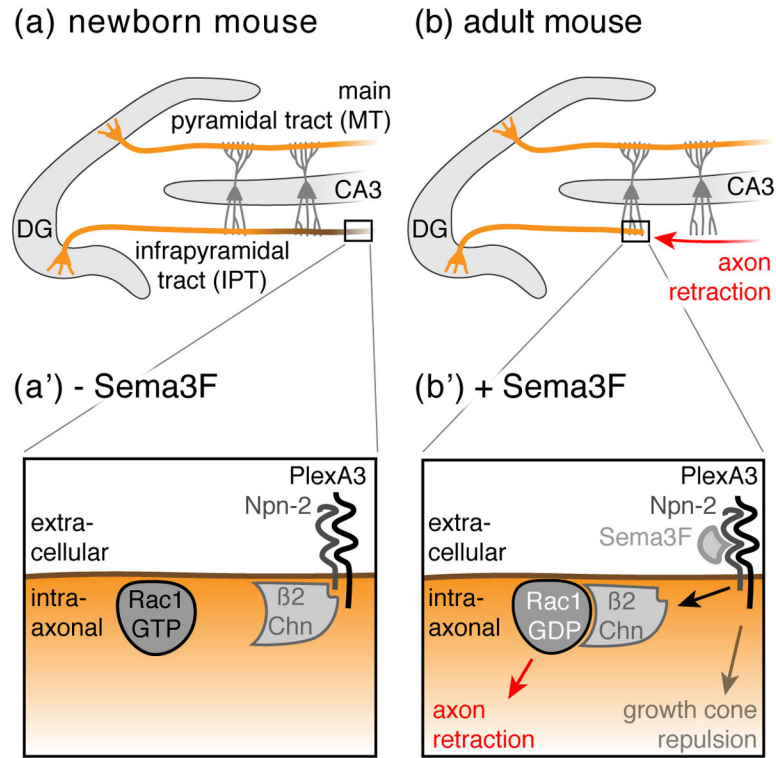 (a) newborn mouse
main
pyramidal tract (MT)
CA3
DG
infrapyramidal
tract (IPT)
(b) adult mouse
CA3
DG
axon
retraction
(a') - Sema3F
PlexA3
Npn-2
extra-
cellular
intra-
axonal
Rac1
GTP
ß2
Chn
(b') + Sema3F
PlexA3
Npn-2
Sema3F
extra-
cellular
intra-
axonal
Rac1
GDP
ß2
Chn
axon
retraction
growth cone
repulsion